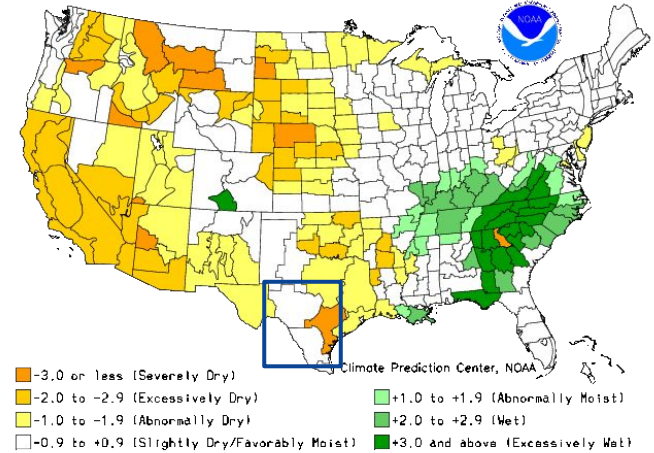 NOAA
Climate Prediction Center, NOAA
-3.0 or less (Severely Dry)
-2.0 to -2.9 (Excessively Dry)
-1.0 to -1.9 (Abnormally Dry)
-0.9 to +0.9 (Slightly Dry/Favorably Moist)
+1.0 to +1.9 (Abnormally Moist)
+2.0 to +2.9 (Wet)
+3.0 and above (Excessively Wet)